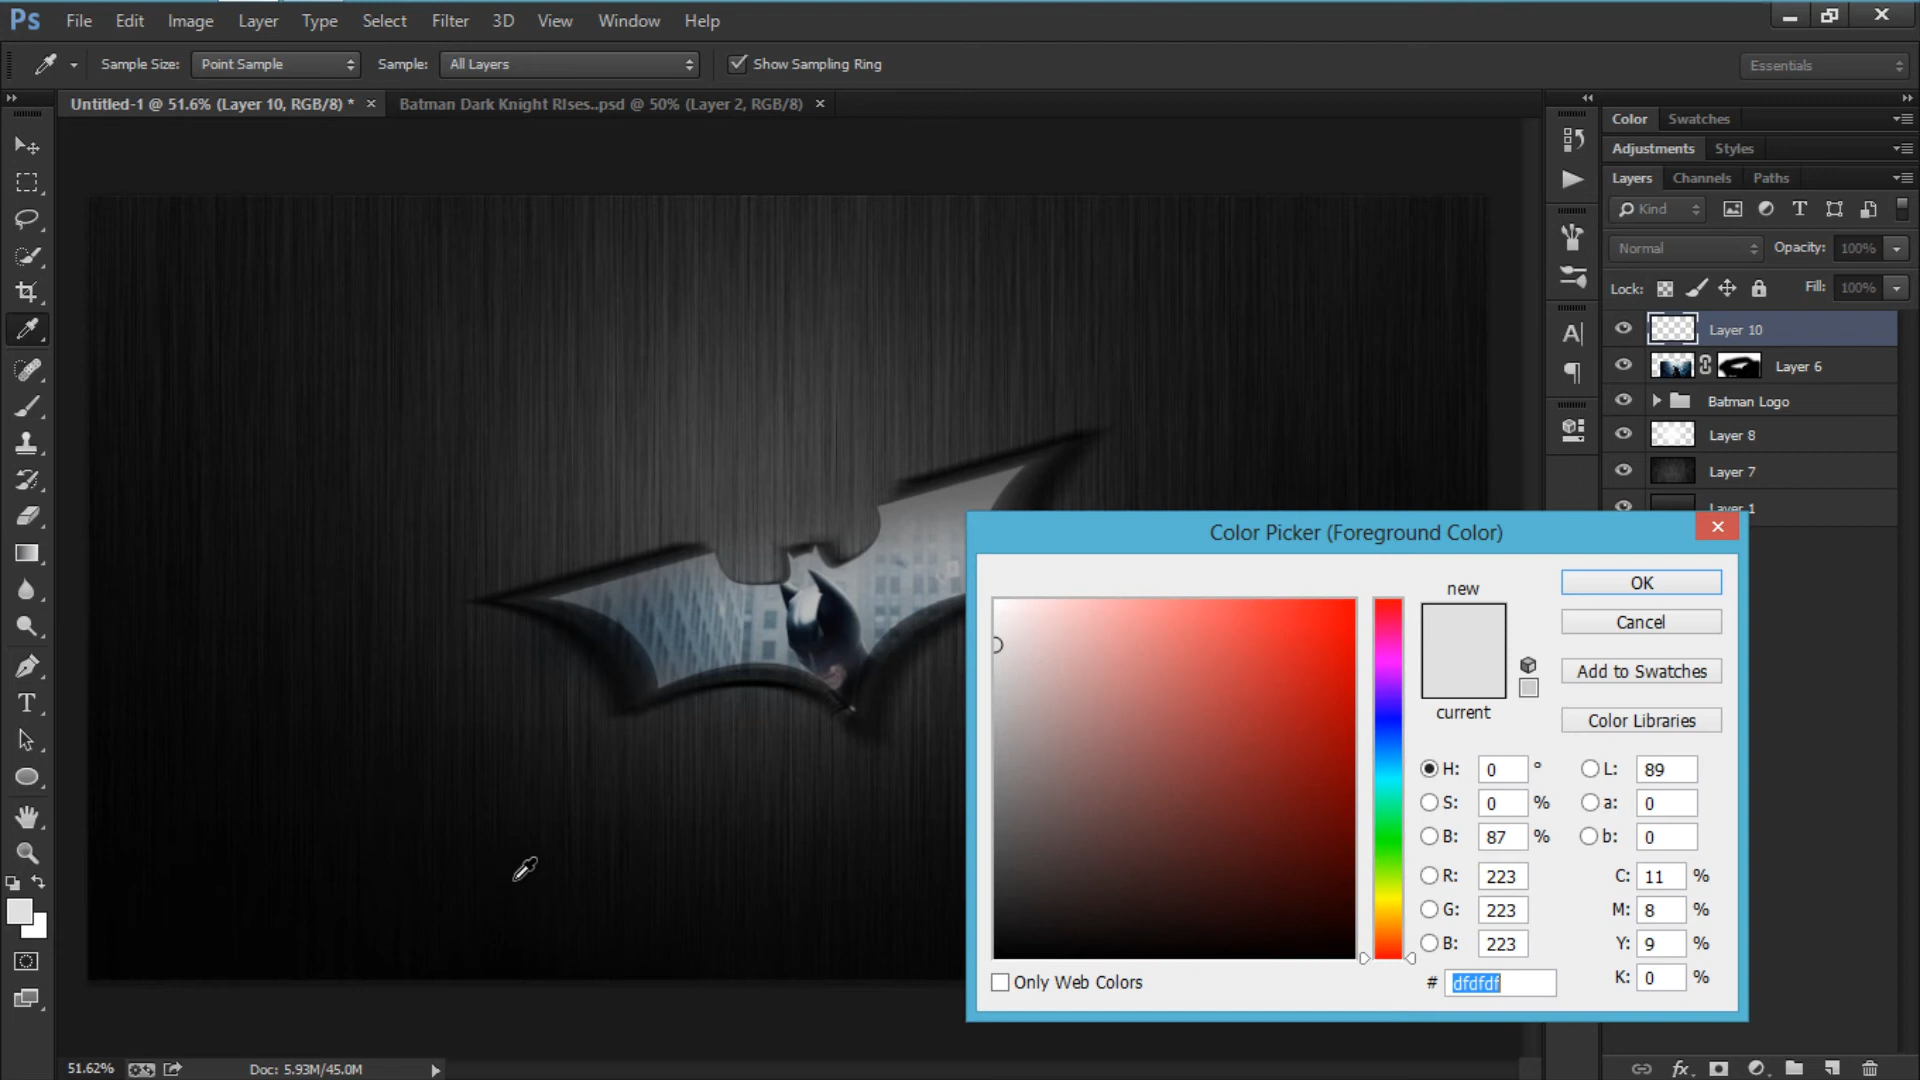 Ps File Edit Image Layer Type Select Filter 3D View Window Help
Sample Size: Point Sample Sample: All Layers Show Sampling Ring Essentials
Untitled-1 @ 51.6% (Layer 10, RGB/8) * × Batman Dark Knight RIses..psd @ 50% (Layer 2, RGB/8) ×
Color Swatches
Adjustments Styles
Layers Channels Paths
Kind
Normal Opacity: 100%
Lock: Fill: 100%
Layer 10
Layer 6
Batman Logo
Layer 8
Layer 7
Layer 1
Color Picker (Foreground Color)
new
current
OK
Cancel
Add to Swatches
Color Libraries
H: 0 ° L: 89
S: 0 % a: 0
B: 87 % b: 0
R: 223 C: 11 %
G: 223 M: 8 %
B: 223 Y: 9 %
# dfdfdf K: 0 %
Only Web Colors
51.62% Doc: 5.93M/45.0M